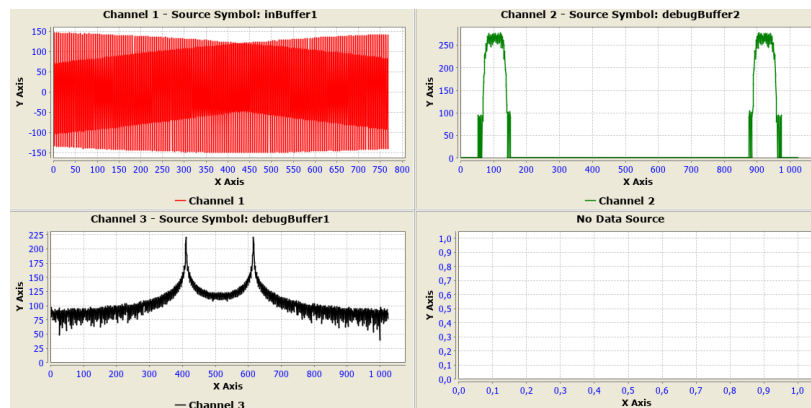 Channel 1 - Source Symbol: inBuffer1
Y Axis
150
100
50
0
-50
-100
-150
0 50 100 150 200 250 300 350 400 450 500 550 600 650 700 750 800
X Axis
Channel 1
Channel 2 - Source Symbol: debugBuffer2
Y Axis
250
200
150
100
50
0
0 100 200 300 400 500 600 700 800 900 1 000
X Axis
Channel 2
Channel 3 - Source Symbol: debugBuffer1
Y Axis
225
200
175
150
125
100
75
50
25
0
0 100 200 300 400 500 600 700 800 900 1 000
X Axis
Channel 3
No Data Source
Y Axis
1,0
0,9
0,8
0,7
0,6
0,5
0,4
0,3
0,2
0,1
0,0
0,0 0,1 0,2 0,3 0,4 0,5 0,6 0,7 0,8 0,9 1,0
X Axis